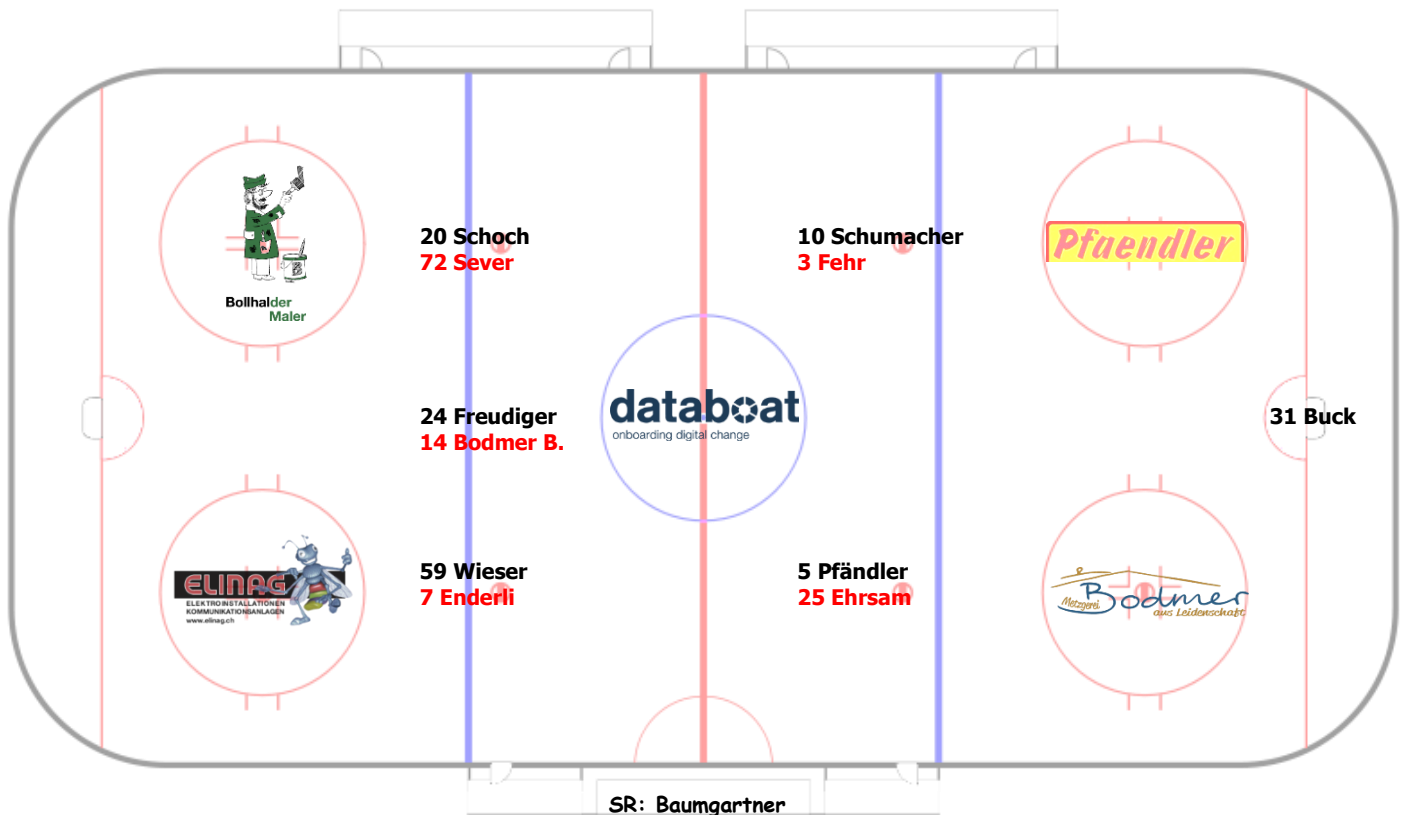 20 Schoch
72 Sever
10 Schumacher
3 Fehr
Pfaendler
Bollhalder
Maler
24 Freudiger
14 Bodmer B.
databoat
onboarding digital change
31 Buck
59 Wieser
7 Enderli
5 Pfändler
25 Ehrsam
ELINAG
ELEKTROINSTALLATIONEN
KOMMUNIKATIONSANLAGEN
www.elinag.ch
Metzgerei
Bodmer
aus Leidenschaft
SR: Baumgartner